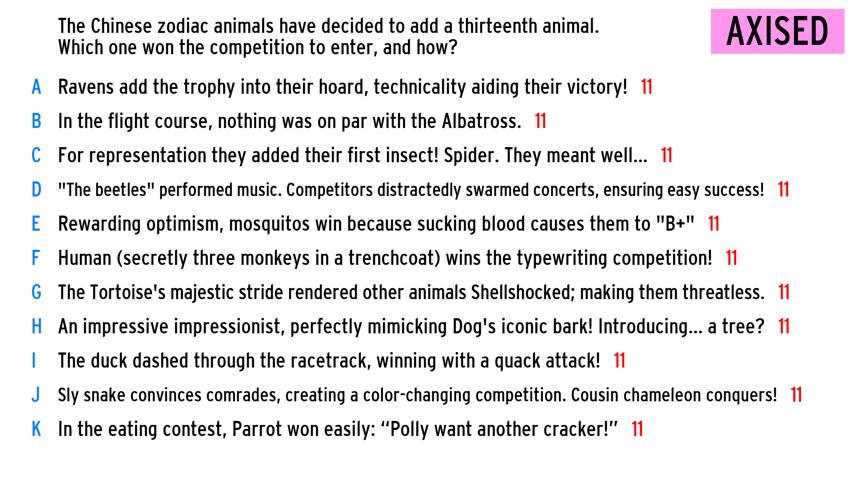 The Chinese zodiac animals have decided to add a thirteenth animal.
Which one won the competition to enter, and how?
AXISED
A Ravens add the trophy into their hoard, technicality aiding their victory! 11
B In the flight course, nothing was on par with the Albatross. 11
C For representation they added their first insect! Spider. They meant well... 11
D "The beetles" performed music. Competitors distractedly swarmed concerts, ensuring easy success! 11
E Rewarding optimism, mosquitos win because sucking blood causes them to "B+" 11
F Human (secretly three monkeys in a trenchcoat) wins the typewriting competition! 11
G The Tortoise's majestic stride rendered other animals Shellshocked; making them threatless. 11
H An impressive impressionist, perfectly mimicking Dog's iconic bark! Introducing... a tree? 11
I The duck dashed through the racetrack, winning with a quack attack! 11
J Sly snake convinces comrades, creating a color-changing competition. Cousin chameleon conquers! 11
K In the eating contest, Parrot won easily: “Polly want another cracker!” 11